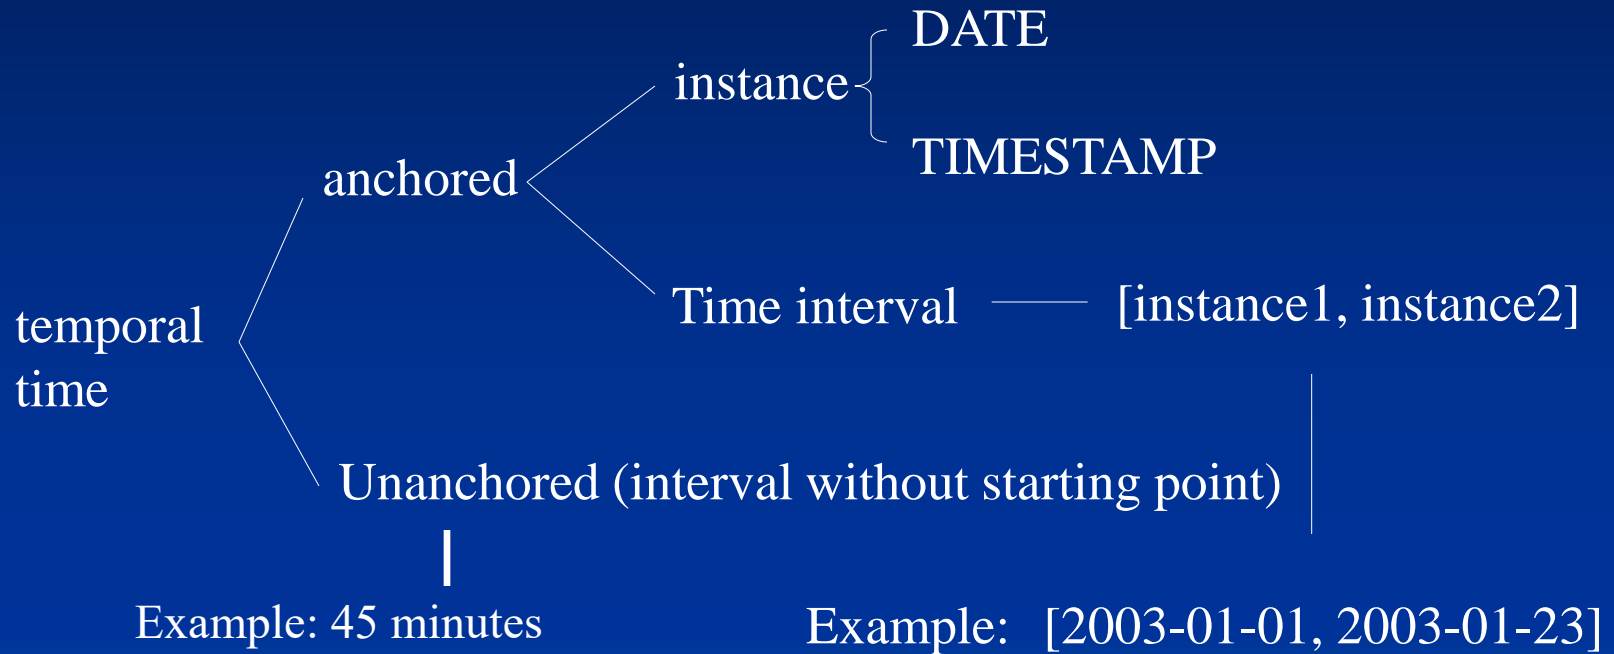 DATE
instance
TIMESTAMP
anchored
Time interval
[instance1, instance2]
temporal
time
Unanchored (interval without starting point)
Example: 45 minutes
Example: [2003-01-01, 2003-01-23]